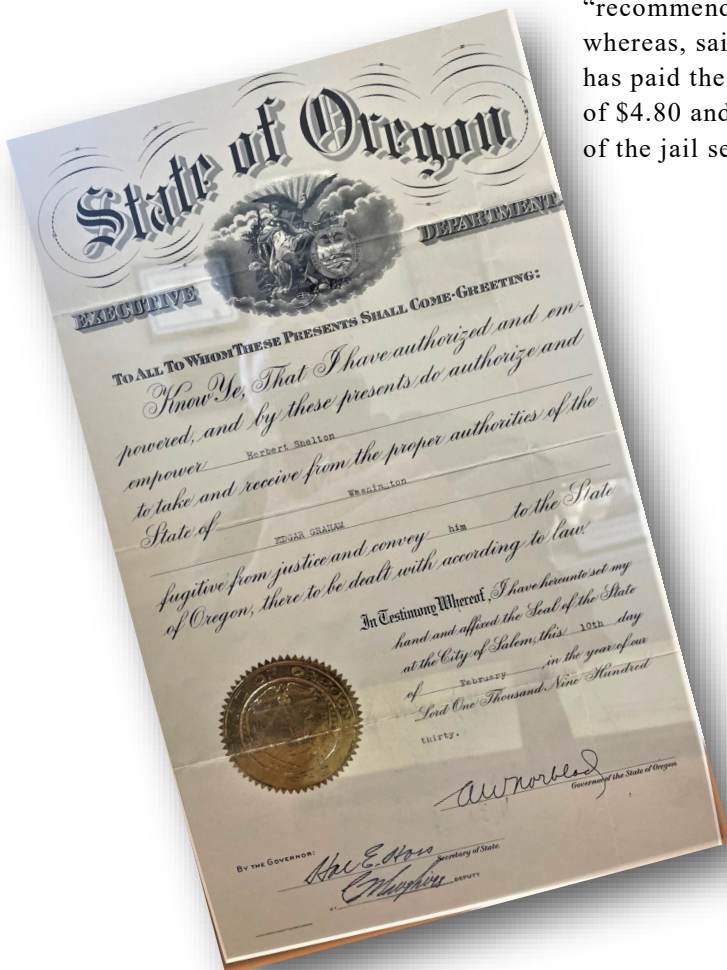 “recommend
whereas, sai
has paid the
of $4.80 and
of the jail se
State of Oregon
EXECUTIVE DEPARTMENT
TO ALL TO WHOM THESE PRESENTS SHALL COME-GREETING:
Know Ye, That I have authorized and em-
powered, and by these presents do authorize and
empower Herbert Shelton
to take and receive from the proper authorities of the
State of Washin ton
EDGAR GRAHAM
fugitive from justice and convey him to the State
of Oregon, there to be dealt with according to law.
In Testimony Whereof, I have hereunto set my
hand and affixed the Seal of the State
at the City of Salem, this 10th day
of February, in the year of our
Lord One Thousand Nine Hundred
thirty.
AWNorblad
Governor of the State of Oregon.
BY THE GOVERNOR:
Hal E. Hoss
Secretary of State.
DEPUTY